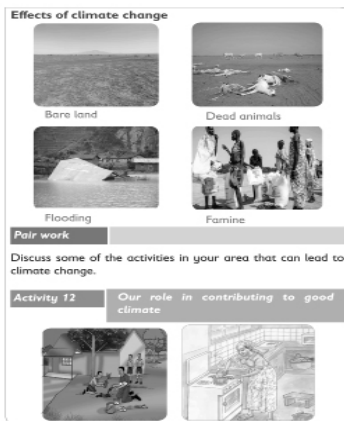 Effects of climate change
Bare land
Dead animals
Flooding
Famine
Pair work
Discuss some of the activities in your area that can lead to
climate change.
Activity 12
Our role in contributing to good
climate